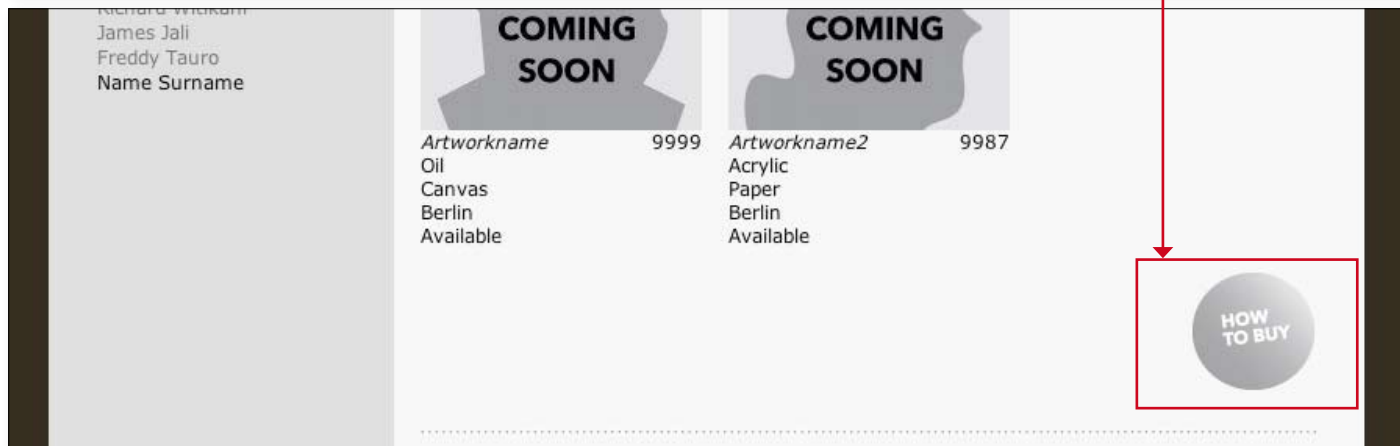 James Jali
Freddy Tauro
Name Surname
COMING
SOON
COMING
SOON
Artworkname 9999
Oil
Canvas
Berlin
Available
Artworkname2 9987
Acrylic
Paper
Berlin
Available
HOW
TO BUY